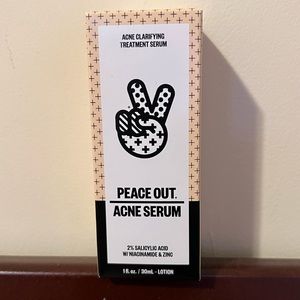 ACNE CLARIFYING
TREATMENT SERUM
PEACE OUT.
ACNE SERUM
2% SALICYLIC ACID
W/ NIACINAMIDE & ZINC
1 fl. oz. / 30mL - LOTION